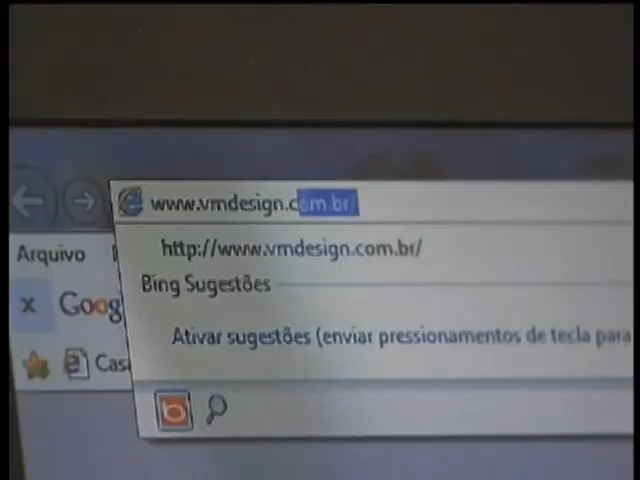 www.vmdesign.com.br/
http://www.vmdesign.com.br/
Arquivo
Bing Sugestões
x Goog
Ativar sugestões (enviar pressionamentos de tecla para
Cas